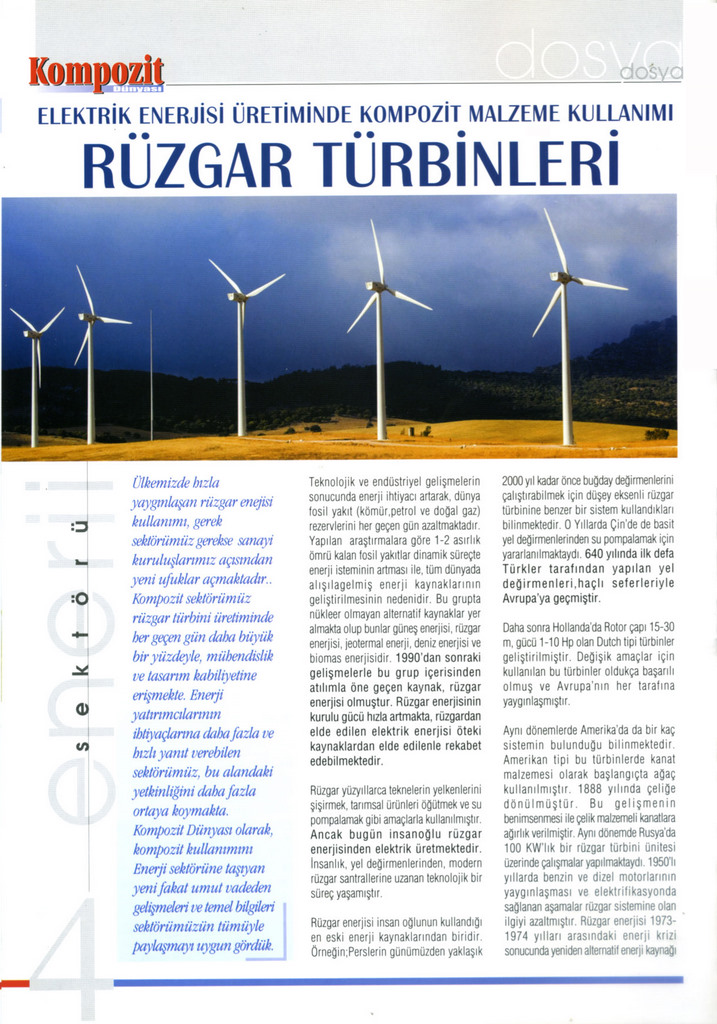 dosya
dosya
Kompozit
Dünyası
ELEKTRİK ENERJİSİ ÜRETİMİNDE KOMPOZİT MALZEME KULLANIMI
RÜZGAR TÜRBİNLERİ
enerji
sektörü
Ülkemizde hızla
yaygınlaşan rüzgar enejisi
kullanımı, gerek
sektörümüz gerekse sanayi
kuruluşlarımız açısından
yeni ufuklar açmaktadır..
Kompozit sektörümüz
rüzgar türbini üretiminde
her geçen gün daha büyük
bir yüzdeyle, mühendislik
ve tasarım kabiliyetine
erişmekte. Enerji
yatırımcılarının
ihtiyaçlarına daha fazla ve
hızlı yanıt verebilen
sektörümüz, bu alandaki
yetkinliğini daha fazla
ortaya koymakta.
Kompozit Dünyası olarak,
kompozit kullanımını
Enerji sektörüne taşıyan
yeni fakat umut vadeden
gelişmeleri ve temel bilgileri
sektörümüzün tümüyle
paylaşmayı uygun gördük.
Teknolojik ve endüstriyel gelişmelerin
sonucunda enerji ihtiyacı artarak, dünya
fosil yakıt (kömür,petrol ve doğal gaz)
rezervlerini her geçen gün azaltmaktadır.
Yapılan araştırmalara göre 1-2 asırlık
ömrü kalan fosil yakıtlar dinamik süreçte
enerji isteminin artması ile, tüm dünyada
alışılagelmiş enerji kaynaklarının
geliştirilmesinin nedenidir. Bu grupta
nükleer olmayan alternatif kaynaklar yer
almakta olup bunlar güneş enerjisi, rüzgar
enerjisi, jeotermal enerji, deniz enerjisi ve
biomas enerjisidir. 1990'dan sonraki
gelişmelerle bu grup içerisinden
atılımla öne geçen kaynak, rüzgar
enerjisi olmuştur. Rüzgar enerjisinin
kurulu gücü hızla artmakta, rüzgardan
elde edilen elektrik enerjisi öteki
kaynaklardan elde edilenle rekabet
edebilmektedir.
Rüzgar yüzyıllarca teknelerin yelkenlerini
şişirmek, tarımsal ürünleri öğütmek ve su
pompalamak gibi amaçlarla kullanılmıştır.
Ancak bugün insanoğlu rüzgar
enerjisinden elektrik üretmektedir.
İnsanlık, yel değirmenlerinden, modern
rüzgar santrallerine uzanan teknolojik bir
süreç yaşamıştır.
Rüzgar enerjisi insan oğlunun kullandığı
en eski enerji kaynaklarından biridir.
Örneğin;Perslerin günümüzden yaklaşık
2000 yıl kadar önce buğday değirmenlerini
çalıştırabilmek için düşey eksenli rüzgar
türbinine benzer bir sistem kullandıkları
bilinmektedir. O Yıllarda Çin'de de basit
yel değirmenlerinden su pompalamak için
yararlanılmaktaydı. 640 yılında ilk defa
Türkler tarafından yapılan yel
değirmenleri,haçlı seferleriyle
Avrupa'ya geçmiştir.
Daha sonra Hollanda'da Rotor çapı 15-30
m, gücü 1-10 Hp olan Dutch tipi türbinler
geliştirilmiştir. Değişik amaçlar için
kullanılan bu türbinler oldukça başarılı
olmuş ve Avrupa'nın her tarafına
yaygınlaşmıştır.
Aynı dönemlerde Amerika'da da bir kaç
sistemin bulunduğu bilinmektedir.
Amerikan tipi bu türbinlerde kanat
malzemesi olarak başlangıçta ağaç
kullanılmıştır. 1888 yılında çeliğe
dönülmüştür. Bu gelişmenin
benimsenmesi ile çelik malzemeli kanatlara
ağırlık verilmiştir. Aynı dönemde Rusya'da
100 KW'lık bir rüzgar türbini ünitesi
üzerinde çalışmalar yapılmaktaydı. 1950'li
yıllarda benzin ve dizel motorlarının
yaygınlaşması ve elektrifikasyonda
sağlanan aşamalar rüzgar sistemine olan
ilgiyi azaltmıştır. Rüzgar enerjisi 1973-
1974 yılları arasındaki enerji krizi
sonucunda yeniden alternatif enerji kaynağı
4